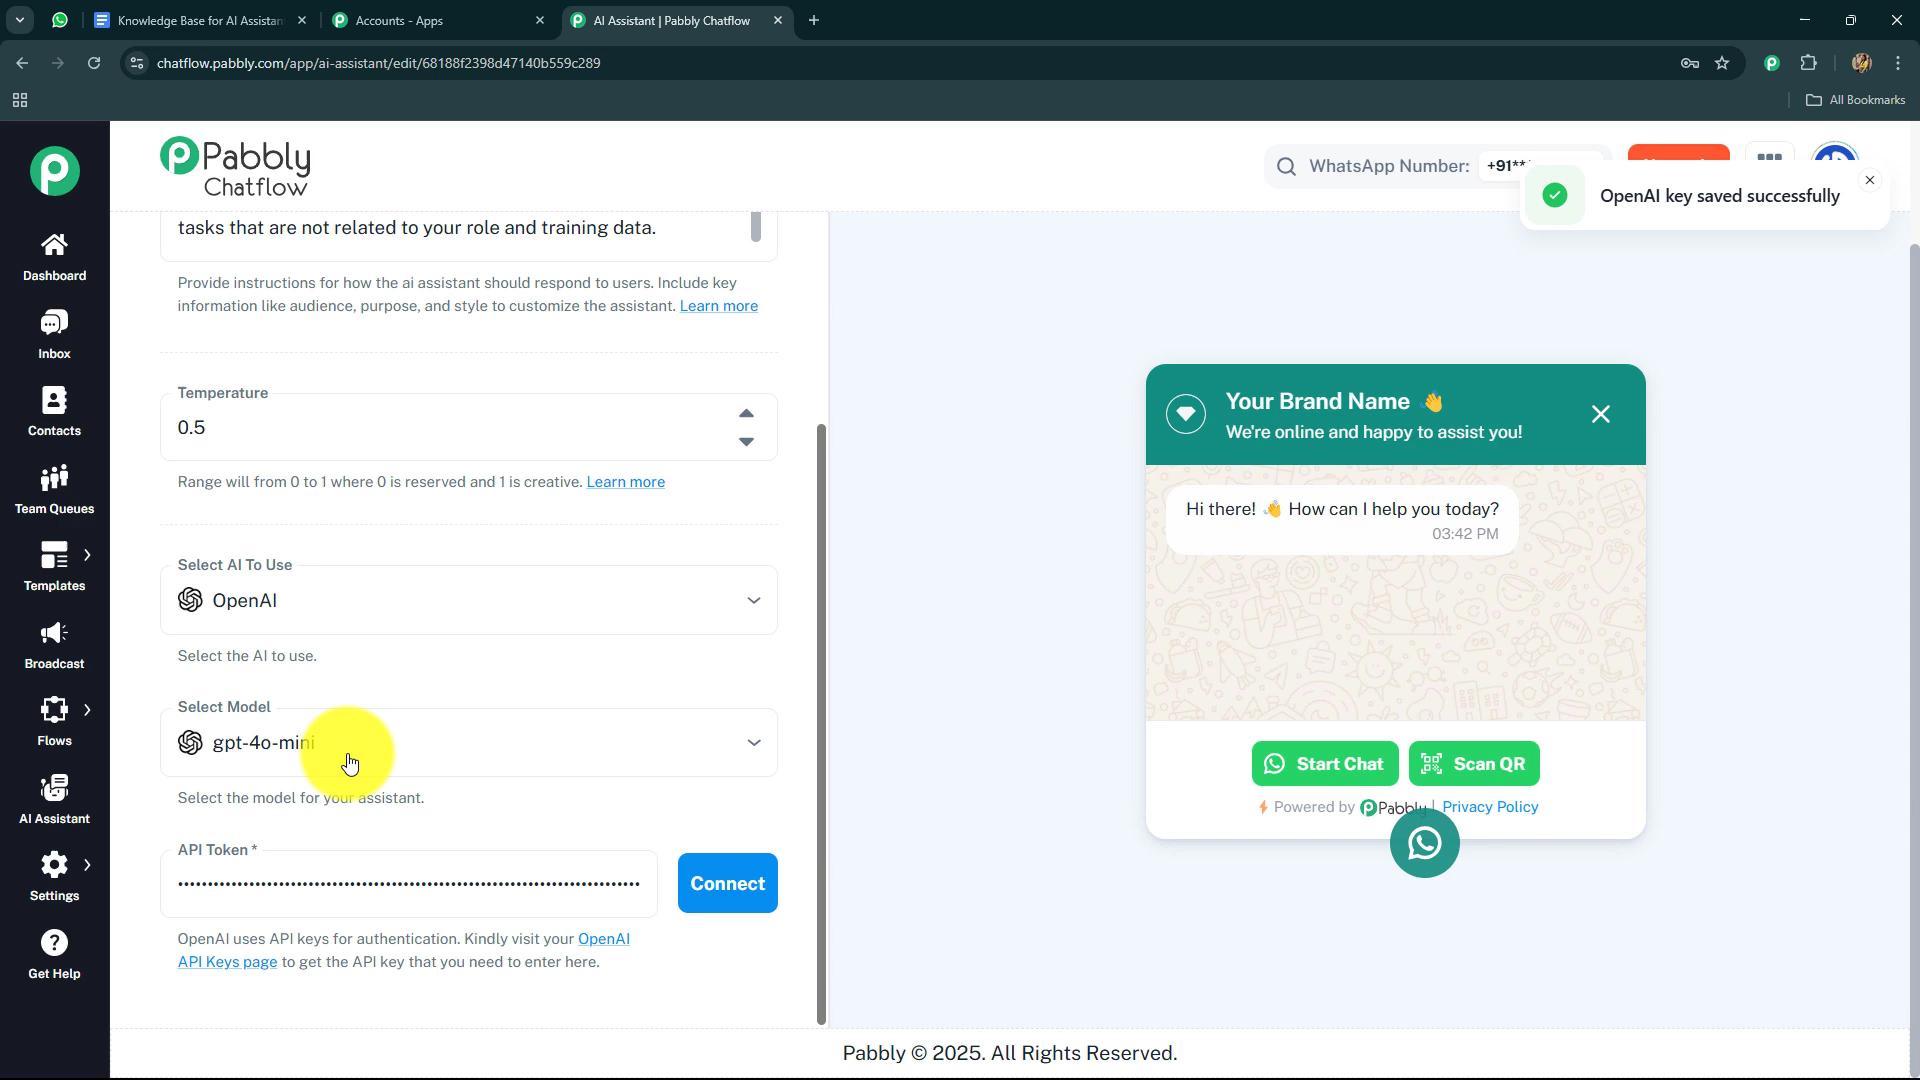 Knowledge Base for AI Assistan
Accounts - Apps
AI Assistant | Pabbly Chatflow
chatflow.pabbly.com/app/ai-assistant/edit/68188f2398d47140b559c289
All Bookmarks
Pabbly
Chatflow
WhatsApp Number:
+91**
OpenAI key saved successfully
Dashboard
Inbox
Contacts
Team Queues
Templates
Broadcast
Flows
AI Assistant
Settings
Get Help
tasks that are not related to your role and training data.
Provide instructions for how the ai assistant should respond to users. Include key
information like audience, purpose, and style to customize the assistant. Learn more
Temperature
0.5
Range will from 0 to 1 where 0 is reserved and 1 is creative. Learn more
Select AI To Use
OpenAI
Select the AI to use.
Select Model
gpt-4o-mini
Select the model for your assistant.
API Token *
Connect
OpenAI uses API keys for authentication. Kindly visit your OpenAI
API Keys page to get the API key that you need to enter here.
Your Brand Name 👋
We're online and happy to assist you!
Hi there! 👋 How can I help you today?
03:42 PM
Start Chat
Scan QR
Powered by Pabbly | Privacy Policy
Pabbly © 2025. All Rights Reserved.